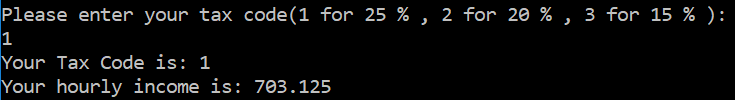 Please enter your tax code(1 for 25 % , 2 for 20 % , 3 for 15 % ):
1
Your Tax Code is: 1
Your hourly income is: 703.125